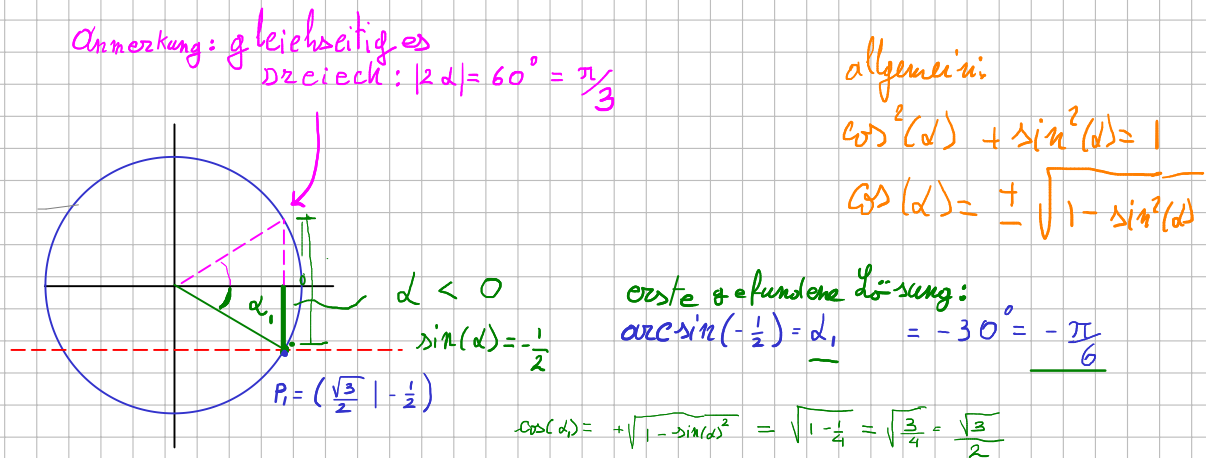 Anmerkung: gleichseitiges
Dreieck: |2α| = 60° = π/3
allgemein:
cos²(α) + sin²(α) = 1
cos(α) = ± √(1 - sin²(α)
α₁
α < 0
sin(α) = -1/2
P₁ = (√3/2 | -1/2)
erste gefundene Lösung:
arcsin(-1/2) = α₁ = -30° = -π/6
cos(α₁) = +√(1 - sin(α)²) = √(1 - 1/4) = √(3/4) = √3/2